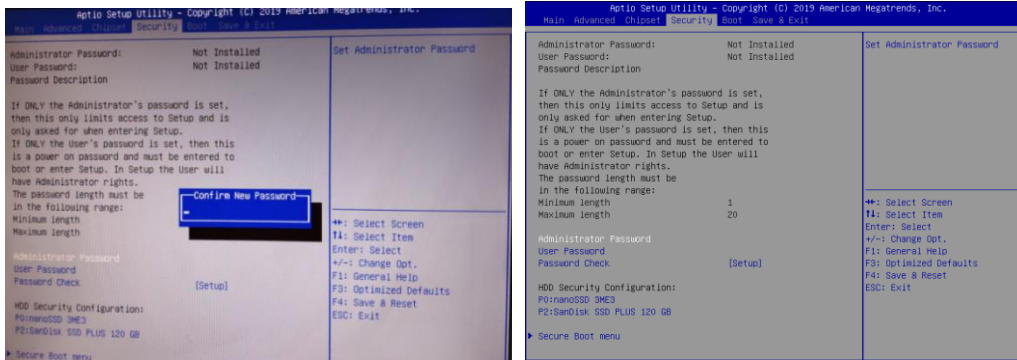 Aptio Setup Utility - Copyright (C) 2019 American Megatrends, Inc.
Main Advanced Chipset Security Boot Save & Exit
Administrator Password: Not Installed
User Password: Not Installed
Password Description
If ONLY the Administrator's password is set,
then this only limits access to Setup and is
only asked for when entering Setup.
If ONLY the User's password is set, then this
is a power on password and must be entered to
boot or enter Setup. In Setup the User will
have Administrator rights.
The password length must be
in the following range:
Minimum length
Maximum length
Administrator Password
User Password
Password Check [Setup]
HDD Security Configuration:
P0:nanoSSD 3ME3
P2:SanDisk SSD PLUS 120 GB
Secure Boot menu
Confirm New Password
Set Administrator Password
↔: Select Screen
↑↓: Select Item
Enter: Select
+/-: Change Opt.
F1: General Help
F3: Optimized Defaults
F4: Save & Reset
ESC: Exit
Aptio Setup Utility - Copyright (C) 2019 American Megatrends, Inc.
Main Advanced Chipset Security Boot Save & Exit
Administrator Password: Not Installed
User Password: Not Installed
Password Description
If ONLY the Administrator's password is set,
then this only limits access to Setup and is
only asked for when entering Setup.
If ONLY the User's password is set, then this
is a power on password and must be entered to
boot or enter Setup. In Setup the User will
have Administrator rights.
The password length must be
in the following range:
Minimum length 1
Maximum length 20
Administrator Password
User Password
Password Check [Setup]
HDD Security Configuration:
P0:nanoSSD 3ME3
P2:SanDisk SSD PLUS 120 GB
Secure Boot menu
Set Administrator Password
↔: Select Screen
↑↓: Select Item
Enter: Select
+/-: Change Opt.
F1: General Help
F3: Optimized Defaults
F4: Save & Reset
ESC: Exit